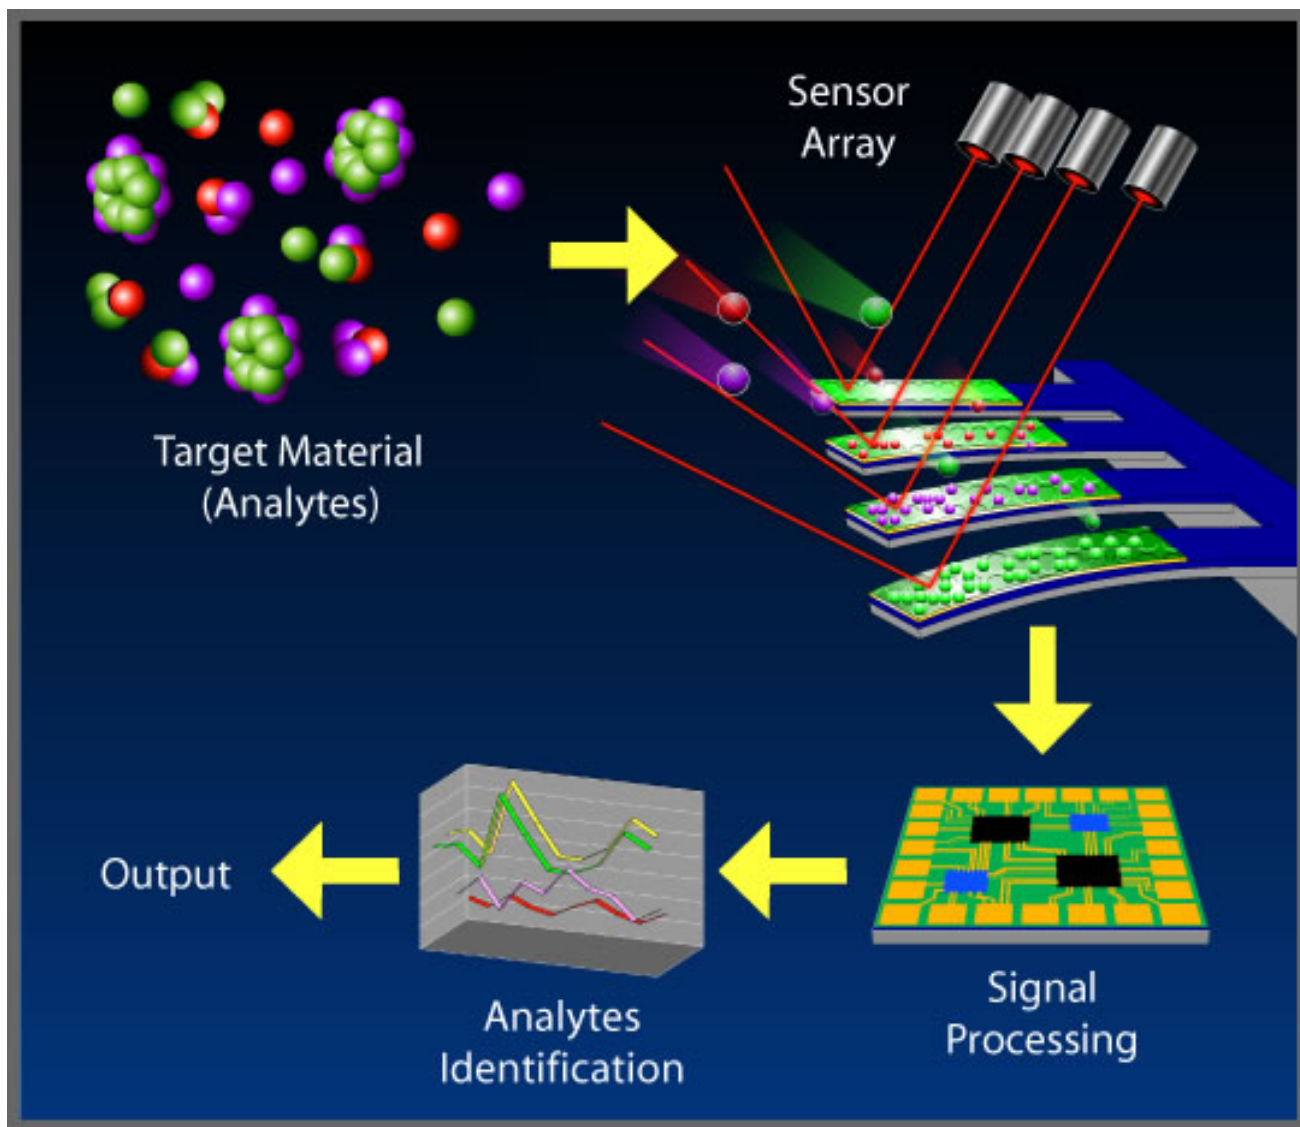 Sensor
Array
Target Material
(Analytes)
Signal
Processing
Analytes
Identification
Output